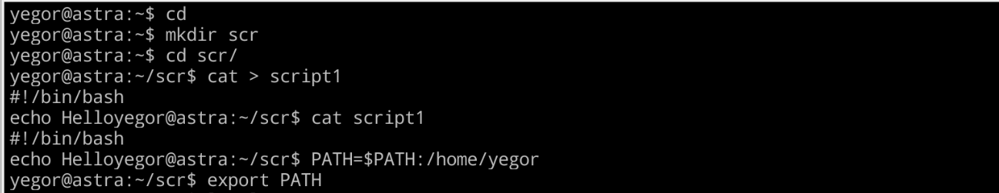 yegor@astra:~$ cd
yegor@astra:~$ mkdir scr
yegor@astra:~$ cd scr/
yegor@astra:~/scr$ cat > script1
#!/bin/bash
echo Helloyegor@astra:~/scr$ cat script1
#!/bin/bash
echo Helloyegor@astra:~/scr$ PATH=$PATH:/home/yegor
yegor@astra:~/scr$ export PATH